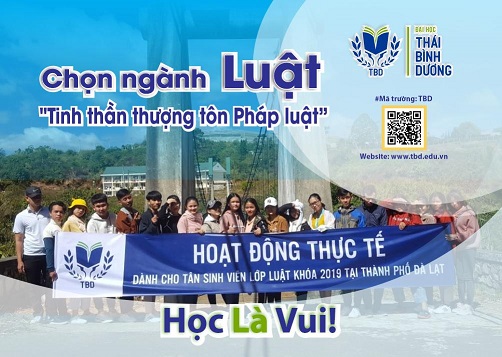 Chọn ngành Luật
"Tinh thần thượng tôn Pháp luật”
TBD
ĐẠI HỌC
THÁI
BÌNH
DƯƠNG
#Mã trường: TBD
Website: www.tbd.edu.vn
TBD
HOẠT ĐỘNG THỰC TẾ
DÀNH CHO TÂN SINH VIÊN LỚP LUẬT KHÓA 2019 TẠI THÀNH PHỐ ĐÀ LẠT
Học Là Vui!